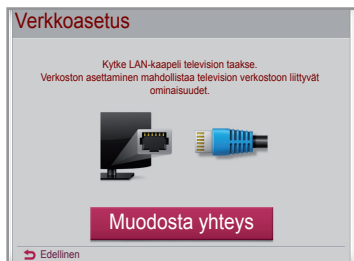 Verkkoasetus
Kytke LAN-kaapeli television taakse.
Verkoston asettaminen mahdollistaa television verkostoon liittyvät
ominaisuudet.
Muodosta yhteys
Edellinen